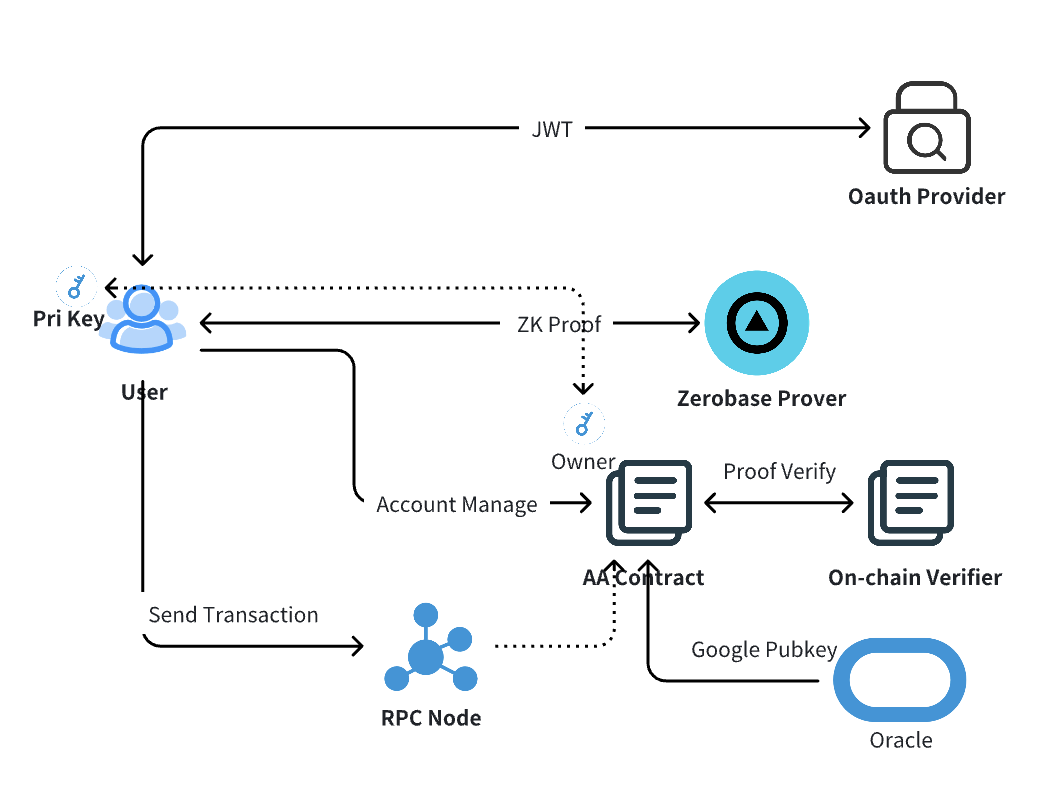 JWT
Oauth Provider
Pri Key
ZK Proof
User
Zerobase Prover
Owner
Proof Verify
Account Manage
AA Contract
On-chain Verifier
Send Transaction
Google Pubkey
RPC Node
Oracle